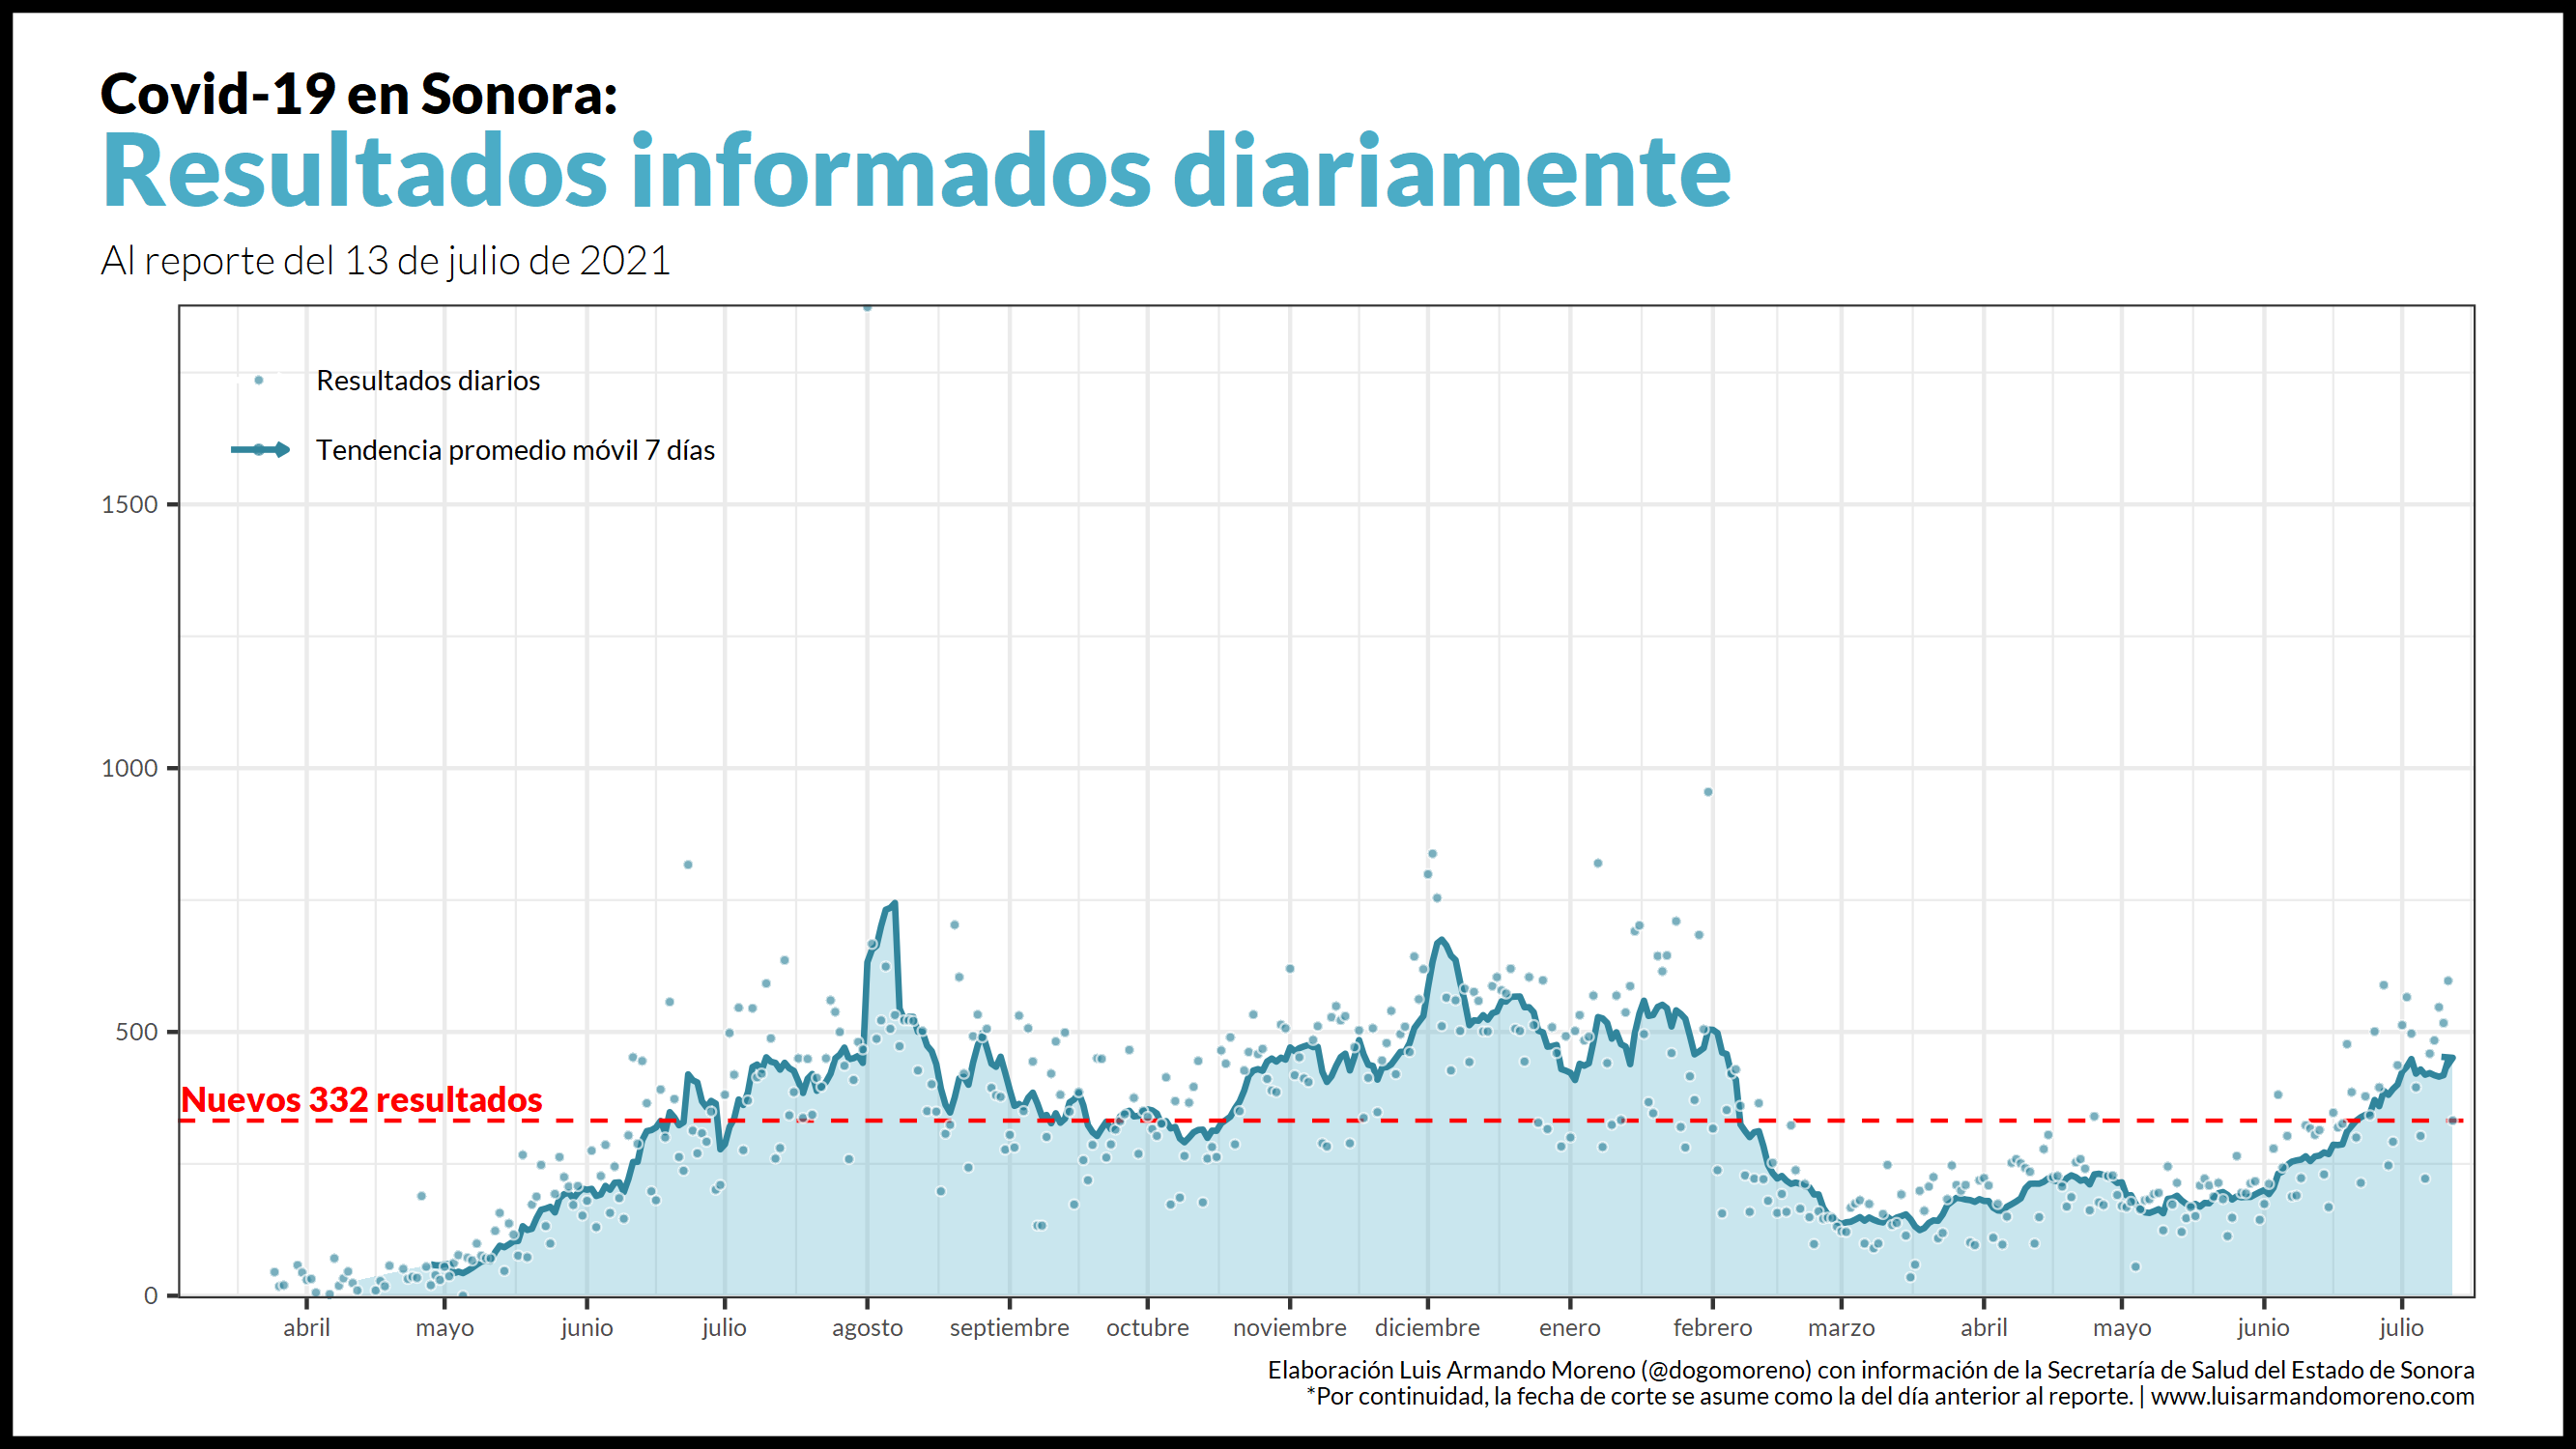 Covid-19 en Sonora:
Resultados informados diariamente
Al reporte del 13 de julio de 2021
Resultados diarios
Tendencia promedio móvil 7 días
1500
1000
500
0
Nuevos 332 resultados
abril mayo junio julio agosto septiembre octubre noviembre diciembre enero febrero marzo abril mayo junio julio
Elaboración Luis Armando Moreno (@dogomoreno) con información de la Secretaría de Salud del Estado de Sonora
*Por continuidad, la fecha de corte se asume como la del día anterior al reporte. | www.luisarmandomoreno.com